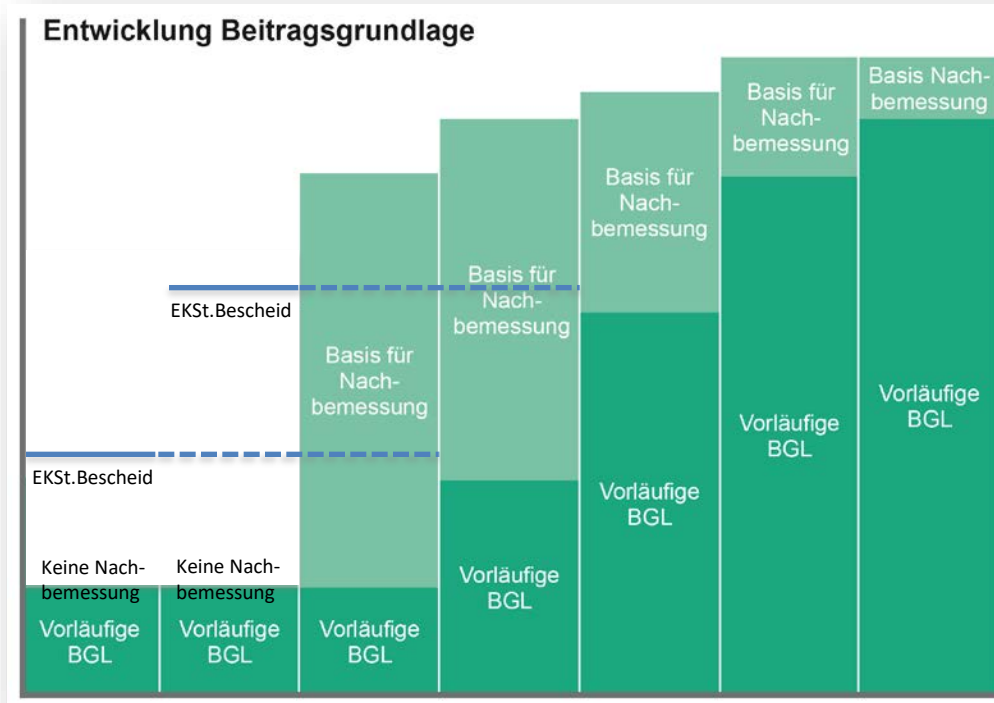 Entwicklung Beitragsgrundlage
EKSt.Bescheid
Keine Nach-
bemessung
Vorläufige
BGL
EKSt.Bescheid
Keine Nach-
bemessung
Vorläufige
BGL
Basis für
Nach-
bemessung
Vorläufige
BGL
Basis für
Nach-
bemessung
Vorläufige
BGL
Basis für
Nach-
bemessung
Vorläufige
BGL
Basis für
Nach-
bemessung
Vorläufige
BGL
Basis Nach-
bemessung
Vorläufige
BGL